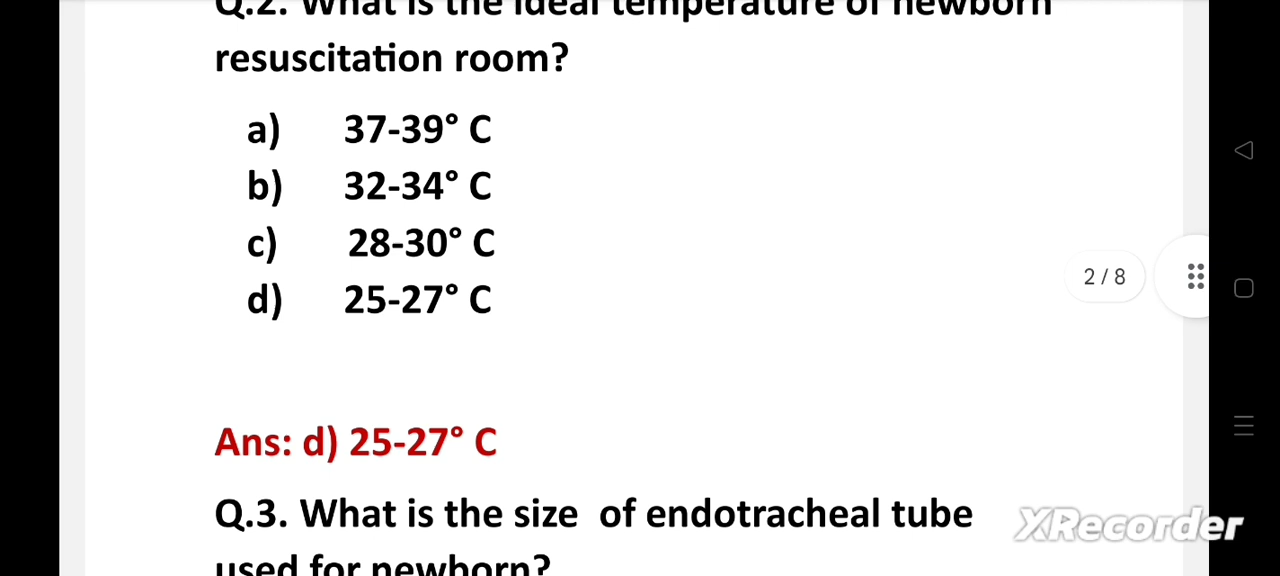 Q.2. What is the ideal temperature of newborn
resuscitation room?
a) 37-39° C
b) 32-34° C
c) 28-30° C
d) 25-27° C
2 / 8
Ans: d) 25-27° C
Q.3. What is the size of endotracheal tube
used for newborn?
XRecorder